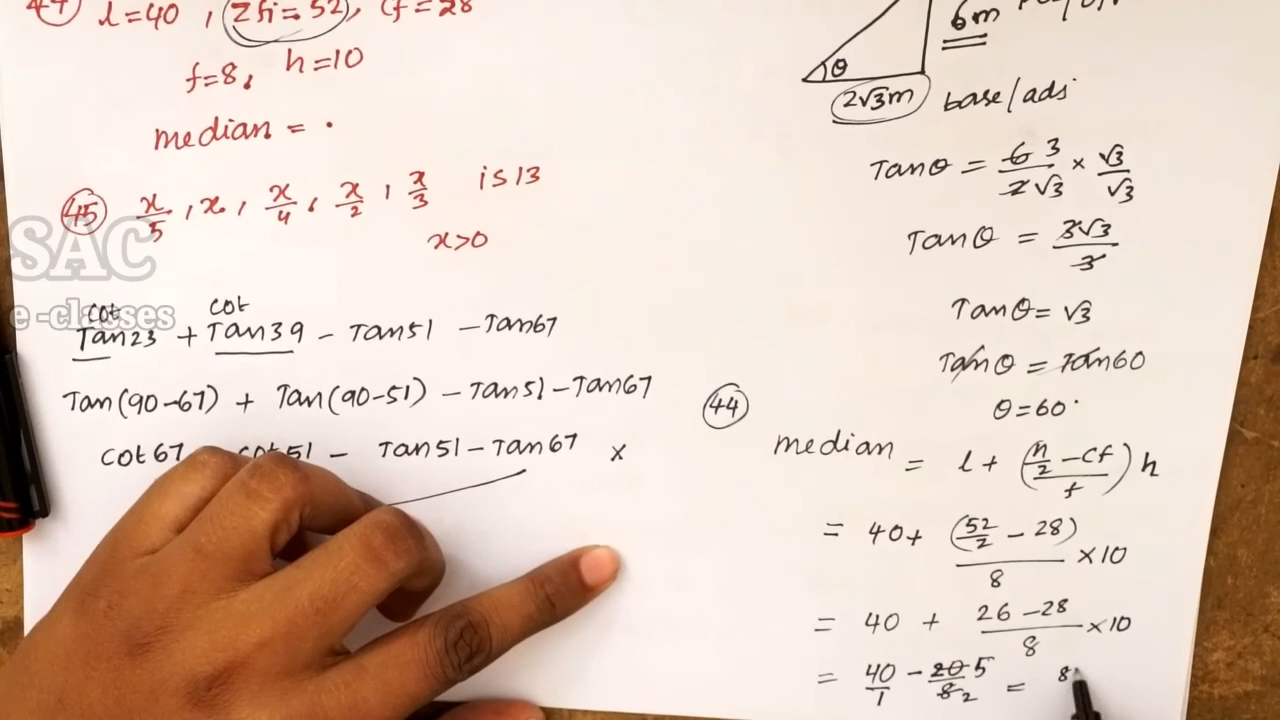 44 l=40 , Σfi=52, Cf=28
f=8, h=10
median = .
45 x/5 , x , x/4 , x/2 , x/3 is 13
x>0
SAC
e-classes
cot cot
Tan23 + Tan39 - Tan51 - Tan67
Tan(90-67) + Tan(90-51) - Tan51 - Tan67
cot67 cot51 - Tan51 - Tan67 ×
6m
θ
2√3m base/adj
Tanθ = 6 3/2√3 × √3/√3
Tanθ = 3√3/3
Tanθ = √3
Tanθ = Tan60
θ=60°
44
median = l + ((n/2 - cf)/f) h
= 40 + (52/2 - 28)/8 × 10
= 40 + 26 - 28/8 × 10
= 40/1 - 20 5/8 2 = 8